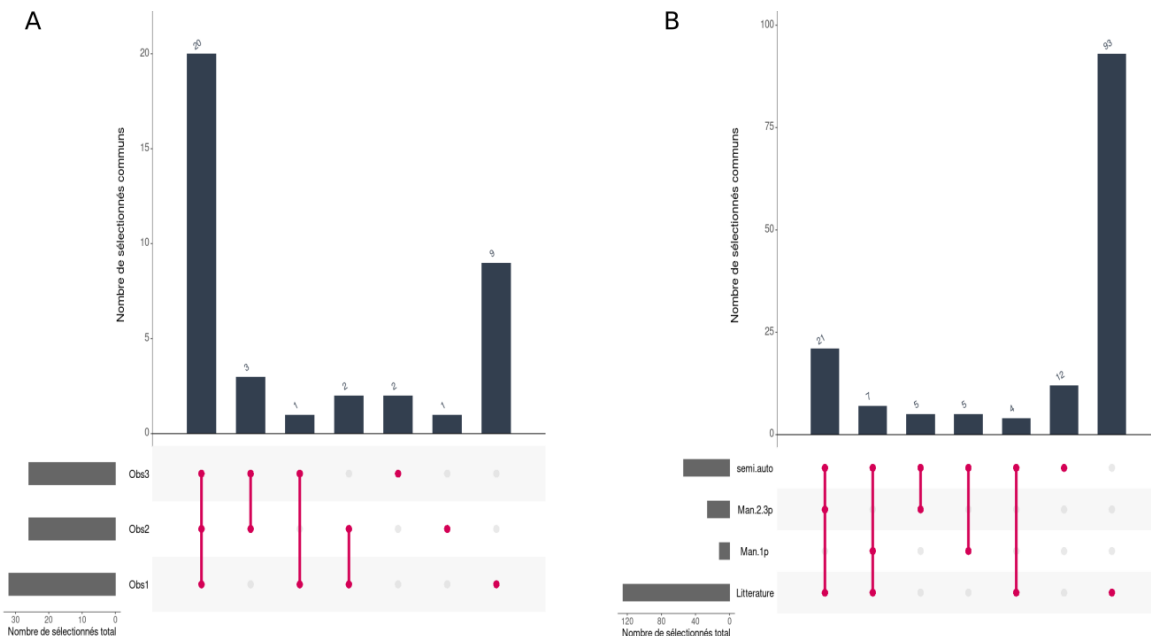 A
Nombre de sélectionnés communs
20
15
10
5
0
20
3
1
2
2
1
9
Obs3
Obs2
Obs1
30 20 10 0
Nombre de sélectionnés total
B
Nombre de sélectionnés communs
100
75
50
25
0
21
7
5
5
4
12
93
semi.auto
Man.2.3p
Man.1p
Litterature
120 80 40 0
Nombre de sélectionnés total